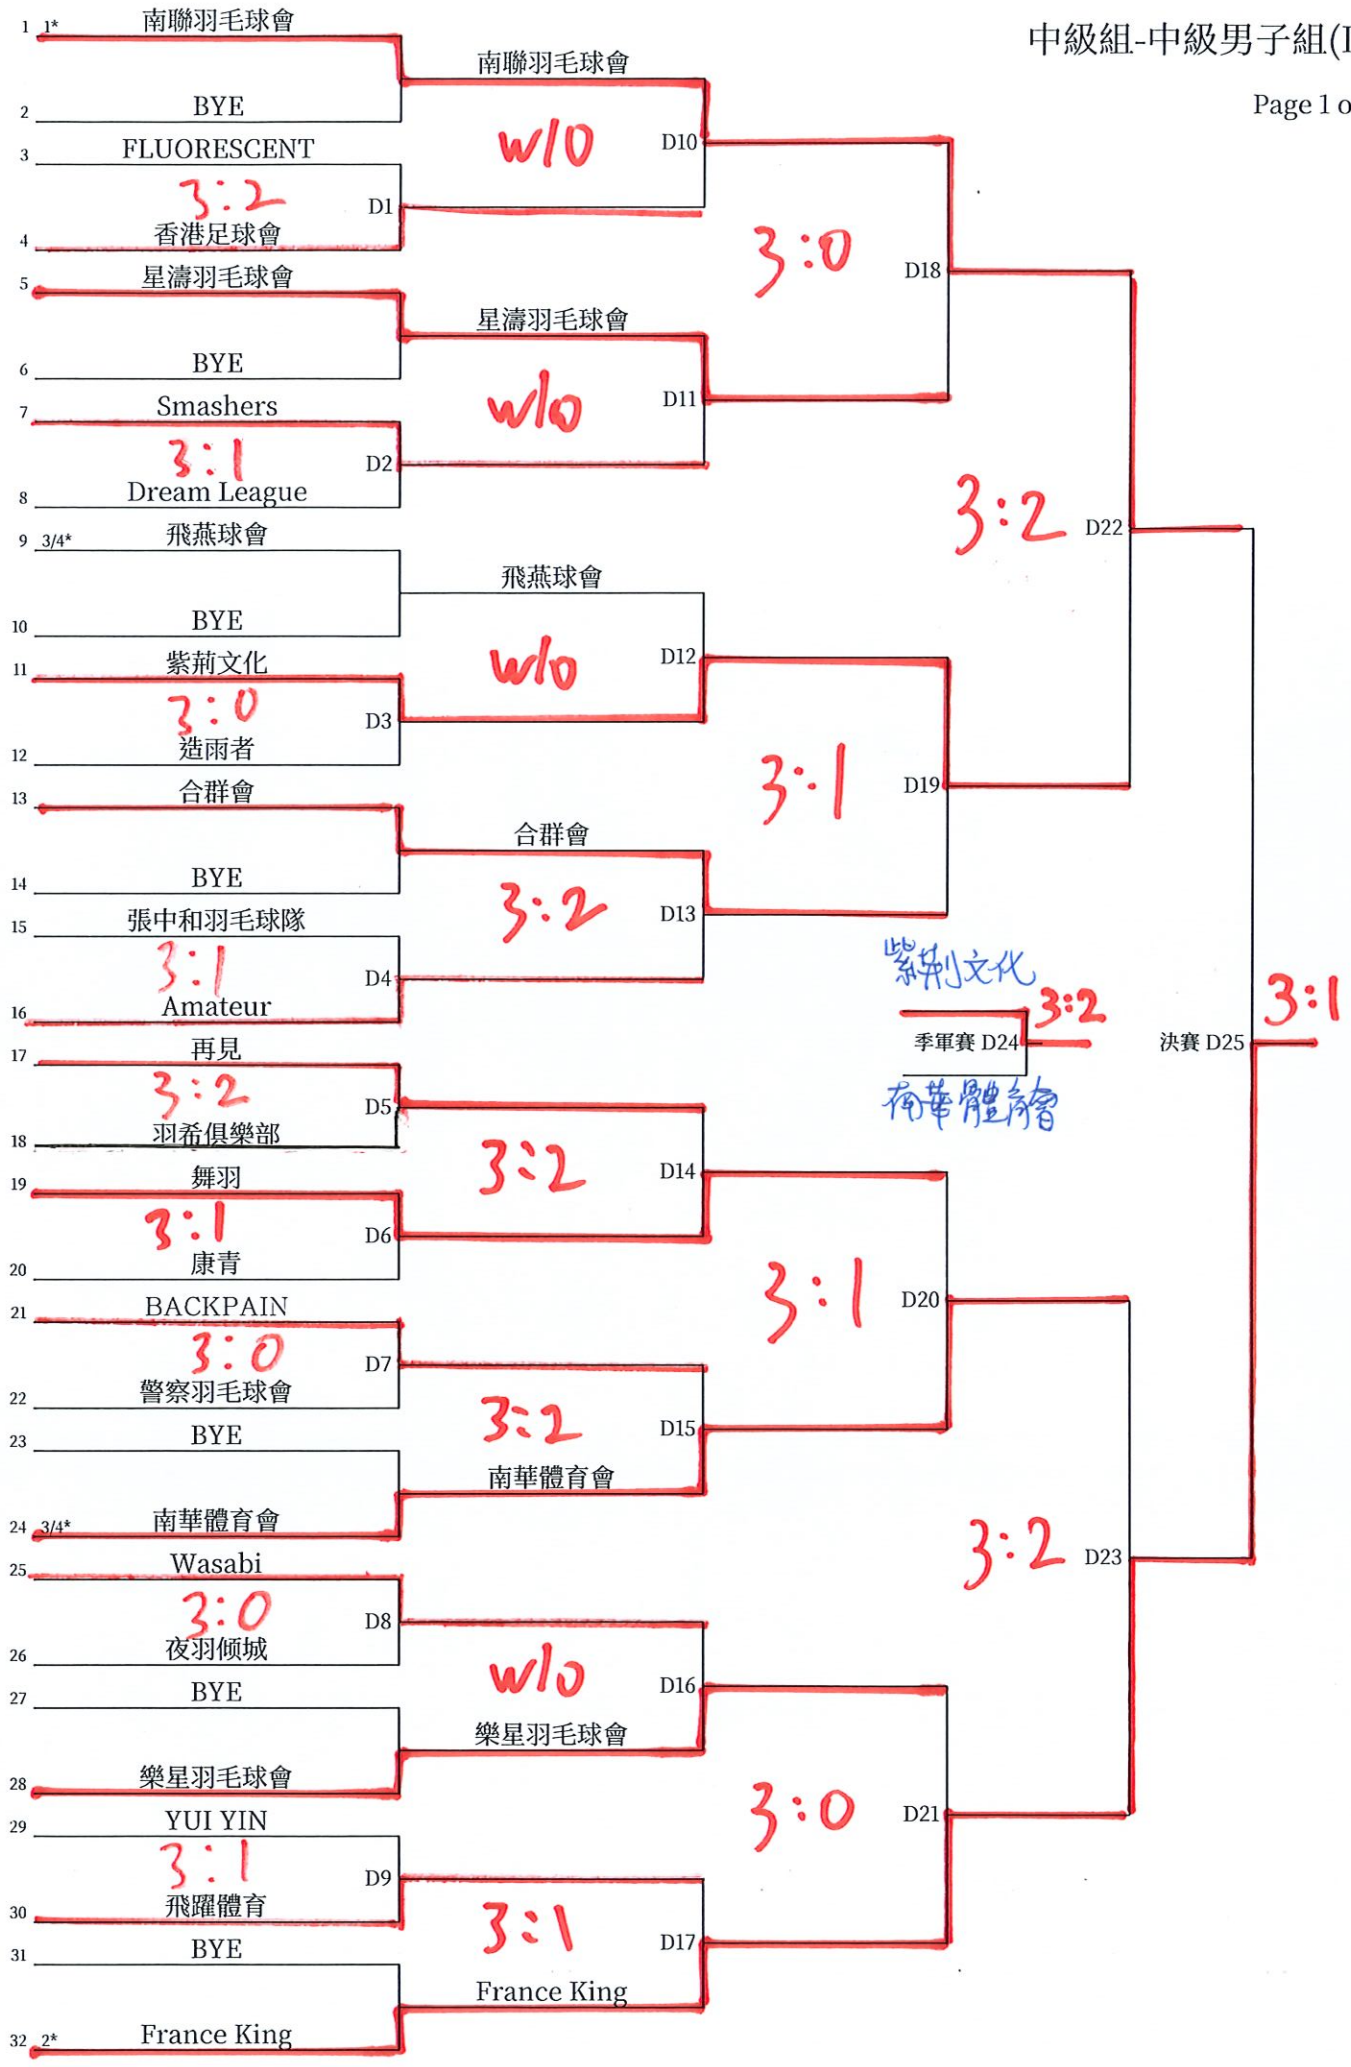 中級組-中級男子組(I
Page 1 o
1 1* 南聯羽毛球會
南聯羽毛球會
2 BYE
w/o D10
3 FLUORESCENT
3:2 D1
4 香港足球會
3:0 D18
5 星濤羽毛球會
星濤羽毛球會
6 BYE
w/o D11
7 Smashers
3:1 D2
8 Dream League
3:2 D22
9 3/4* 飛燕球會
飛燕球會
10 BYE
w/o D12
11 紫荊文化
3:0 D3
12 造雨者
3:1 D19
13 合群會
合群會
14 BYE
3:2 D13
15 張中和羽毛球隊
3:1 D4
16 Amateur
紫荊文化
3:2
季軍賽 D24
南華體育會
3:1
決賽 D25
17 再見
3:2 D5
18 羽希俱樂部
3:2 D14
19 舞羽
3:1 D6
20 康青
3:1 D20
21 BACKPAIN
3:0 D7
22 警察羽毛球會
3:2 D15
23 BYE
南華體育會
24 3/4* 南華體育會
3:2 D23
25 Wasabi
3:0 D8
26 夜羽倾城
w/o D16
27 BYE
樂星羽毛球會
28 樂星羽毛球會
3:0 D21
29 YUI YIN
3:1 D9
30 飛躍體育
3:1 D17
31 BYE
France King
32 2* France King